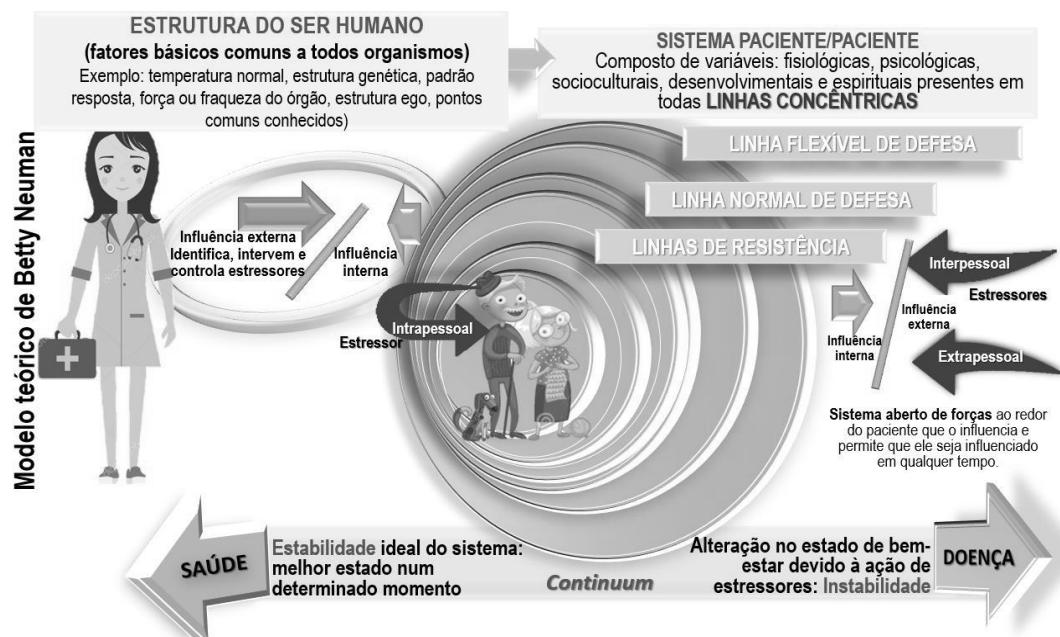 Modelo teórico de Betty Neuman
ESTRUTURA DO SER HUMANO
(fatores básicos comuns a todos organismos)
Exemplo: temperatura normal, estrutura genética, padrão
resposta, força ou fraqueza do órgão, estrutura ego, pontos
comuns conhecidos)
SISTEMA PACIENTE/PACIENTE
Composto de variáveis: fisiológicas, psicológicas,
socioculturais, desenvolvimentais e espirituais presentes em
todas LINHAS CONCÊNTRICAS
LINHA FLEXÍVEL DE DEFESA
LINHA NORMAL DE DEFESA
LINHAS DE RESISTÊNCIA
Influência externa
Identifica, intervem e
controla estressores
Influência
interna
Intrapessoal
Estressor
Interpessoal
Estressores
Influência
externa
Influência
interna
Extrapessoal
Sistema aberto de forças ao redor
do paciente que o influencia e
permite que ele seja influenciado
em qualquer tempo.
SAÚDE
Estabilidade ideal do sistema:
melhor estado num
determinado momento
Continuum
Alteração no estado de bem-
estar devido à ação de
estressores: Instabilidade
DOENÇA